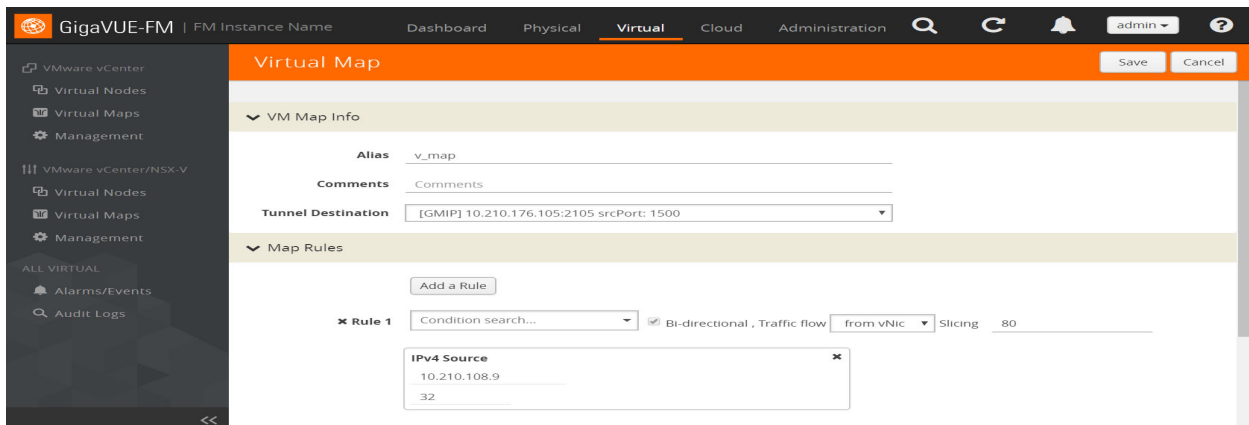 GigaVUE-FM | FM Instance Name Dashboard Physical Virtual Cloud Administration admin
VMware vCenter
Virtual Nodes
Virtual Maps
Management
VMware vCenter/NSX-V
Virtual Nodes
Virtual Maps
Management
ALL VIRTUAL
Alarms/Events
Audit Logs
<<
Virtual Map Save Cancel
VM Map Info
Alias v_map
Comments Comments
Tunnel Destination [GMIP] 10.210.176.105:2105 srcPort: 1500
Map Rules
Add a Rule
Rule 1 Condition search... Bi-directional , Traffic flow from vNic Slicing 80
IPv4 Source
10.210.108.9
32